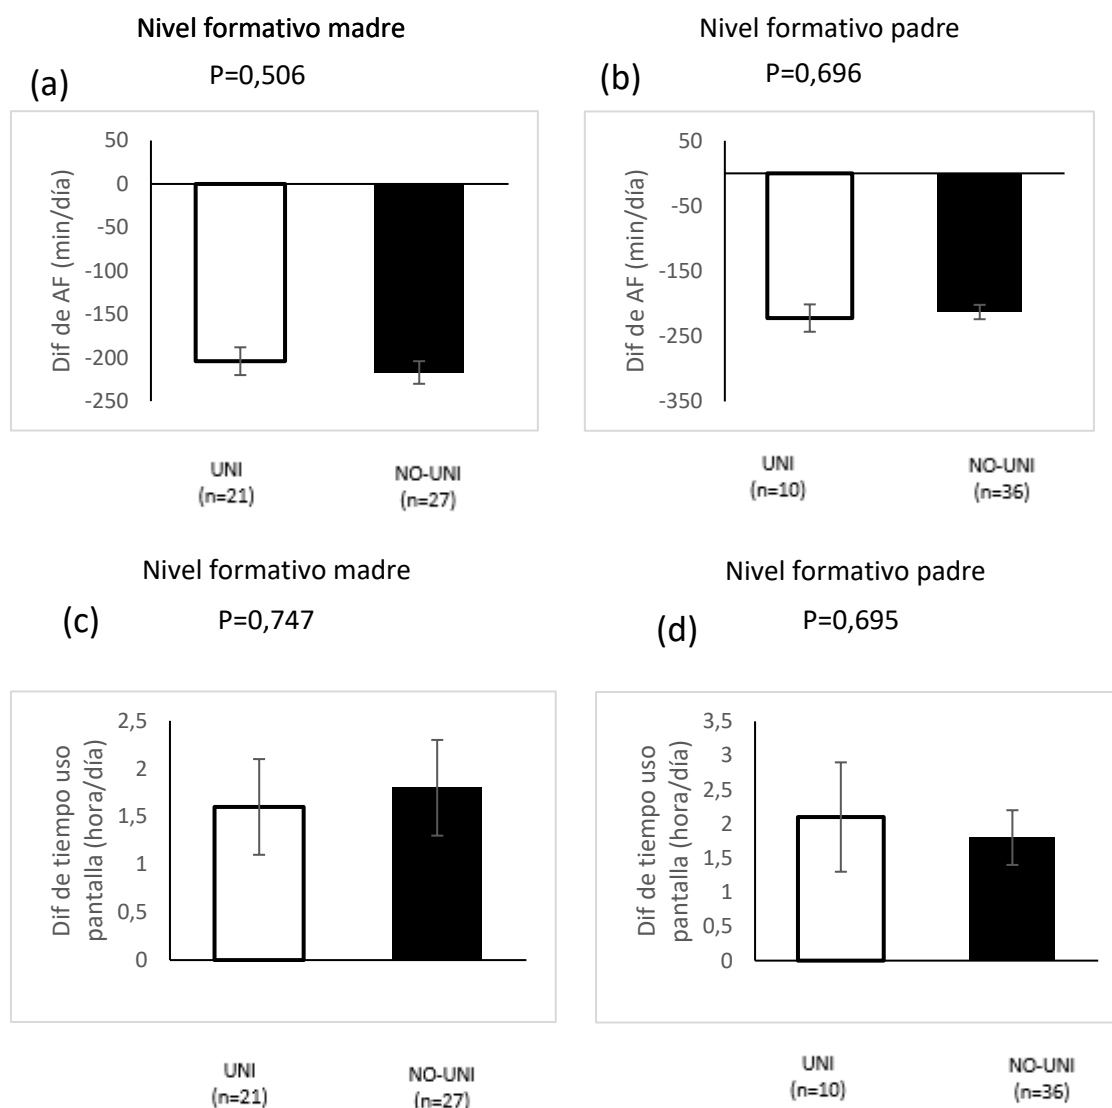 Nivel formativo madre
P=0,506
(a)
50
0
-50
-100
-150
-200
-250
Dif de AF (min/día)
UNI
(n=21)
NO-UNI
(n=27)
Nivel formativo padre
P=0,696
(b)
50
-50
-150
-250
-350
Dif de AF (min/día)
UNI
(n=10)
NO-UNI
(n=36)
Nivel formativo madre
P=0,747
(c)
2,5
2
1,5
1
0,5
0
Dif de tiempo uso
pantalla (hora/día)
UNI
(n=21)
NO-UNI
(n=27)
Nivel formativo padre
P=0,695
(d)
3,5
3
2,5
2
1,5
1
0,5
0
Dif de tiempo uso
pantalla (hora/día)
UNI
(n=10)
NO-UNI
(n=36)